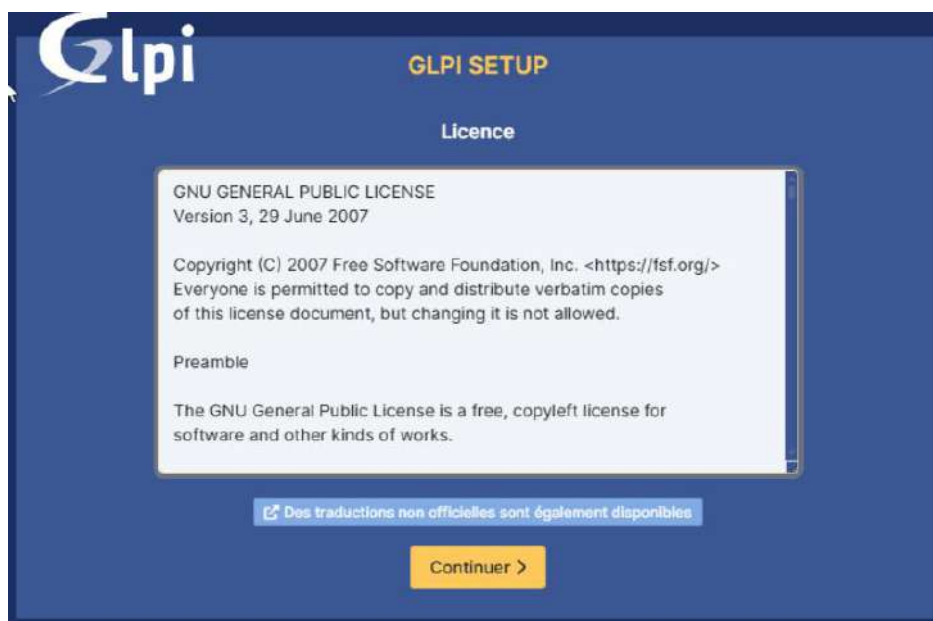 Glpi
GLPI SETUP
Licence
GNU GENERAL PUBLIC LICENSE
Version 3, 29 June 2007
Copyright (C) 2007 Free Software Foundation, Inc. <https://fsf.org/>
Everyone is permitted to copy and distribute verbatim copies
of this license document, but changing it is not allowed.
Preamble
The GNU General Public License is a free, copyleft license for
software and other kinds of works.
Des traductions non officielles sont également disponibles
Continuer >